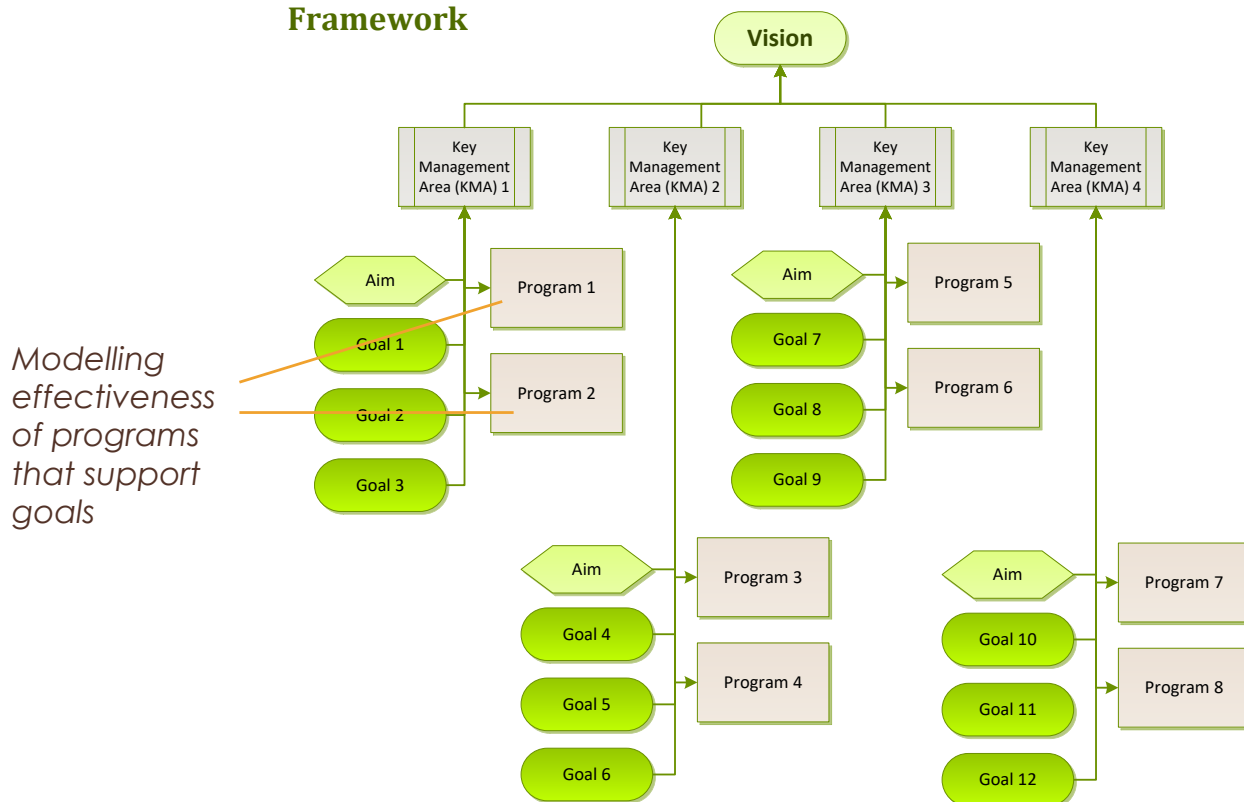 Framework
Vision
Key
Management
Area (KMA) 1
Key
Management
Area (KMA) 2
Key
Management
Area (KMA) 3
Key
Management
Area (KMA) 4
Aim
Program 1
Goal 1
Program 2
Goal 2
Goal 3
Modelling
effectiveness
of programs
that support
goals
Aim
Program 3
Goal 4
Program 4
Goal 5
Goal 6
Aim
Program 5
Goal 7
Program 6
Goal 8
Goal 9
Aim
Program 7
Goal 10
Program 8
Goal 11
Goal 12